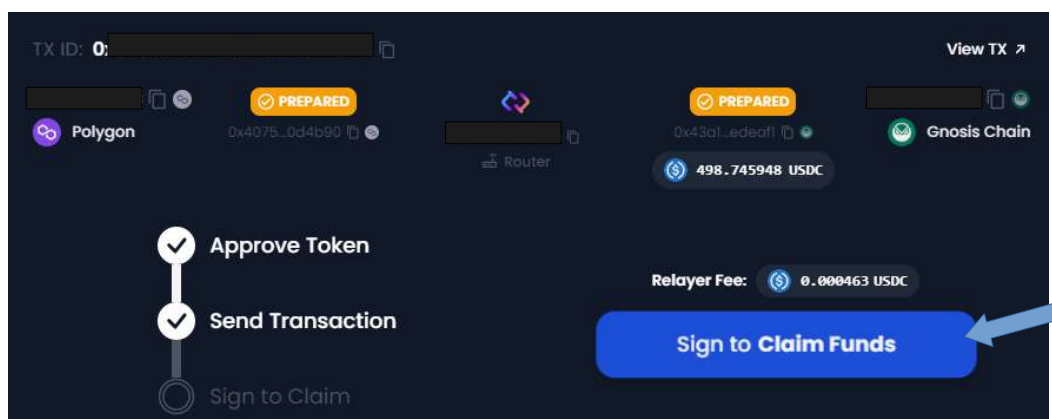 TX ID: 0x
View TX ↗
PREPARED
PREPARED
Polygon
0x4075...0d4b90
0x43a1...edeaf1
Gnosis Chain
Router
498.745948 USDC
Approve Token
Relayer Fee: 0.000463 USDC
Send Transaction
Sign to Claim Funds
Sign to Claim